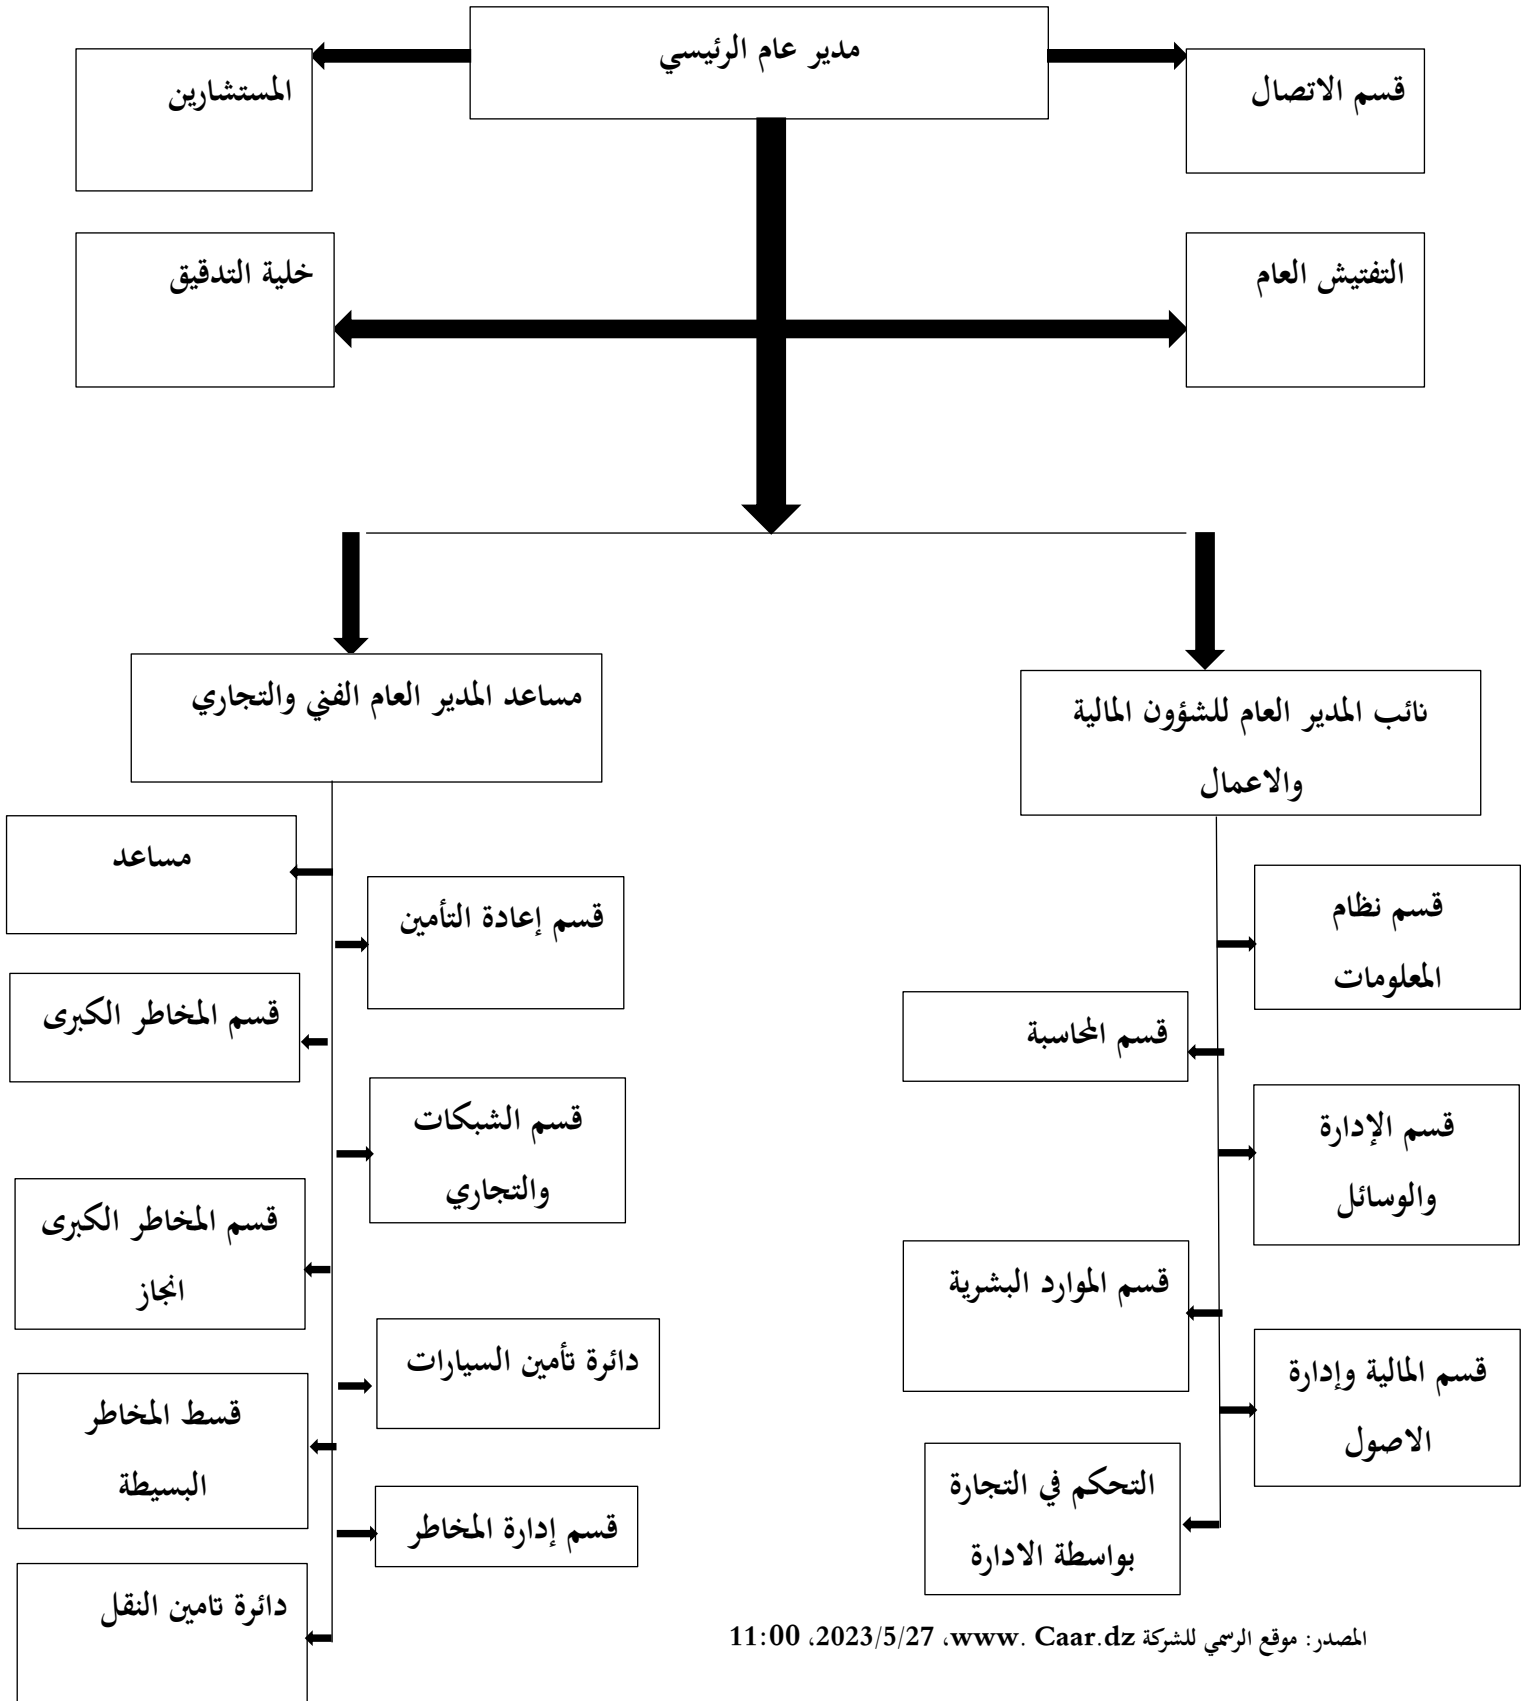 مدير عام الرئيسي
قسم الاتصال
المستشارين
التفتيش العام
خلية التدقيق
نائب المدير العام للشؤون المالية
والاعمال
مساعد المدير العام الفني والتجاري
قسم نظام
المعلومات
قسم المحاسبة
قسم الإدارة
والوسائل
قسم الموارد البشرية
قسم المالية وإدارة
الاصول
التحكم في التجارة
بواسطة الادارة
مساعد
قسم إعادة التأمين
قسم المخاطر الكبرى
قسم الشبكات
والتجاري
قسم المخاطر الكبرى
انجاز
دائرة تأمين السيارات
قسط المخاطر
البسيطة
قسم إدارة المخاطر
دائرة تامين النقل
المصدر: موقع الرسمي للشركة www. Caar.dz، 2023/5/27، 11:00